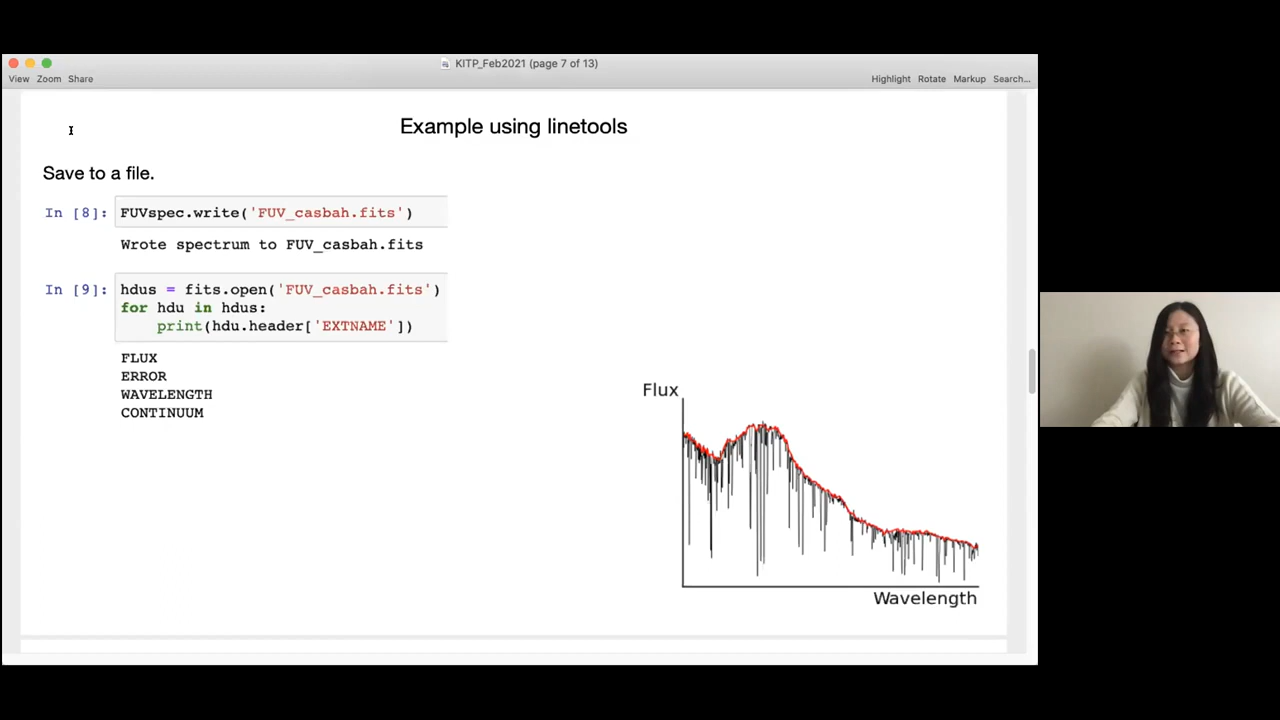 KITP_Feb2021 (page 7 of 13)
View Zoom Share
Highlight Rotate Markup Search...
Example using linetools
Save to a file.
In [8]: FUVspec.write('FUV_casbah.fits')
Wrote spectrum to FUV_casbah.fits
In [9]: hdus = fits.open('FUV_casbah.fits')
for hdu in hdus:
print(hdu.header['EXTNAME'])
FLUX
ERROR
WAVELENGTH
CONTINUUM
Flux
Wavelength